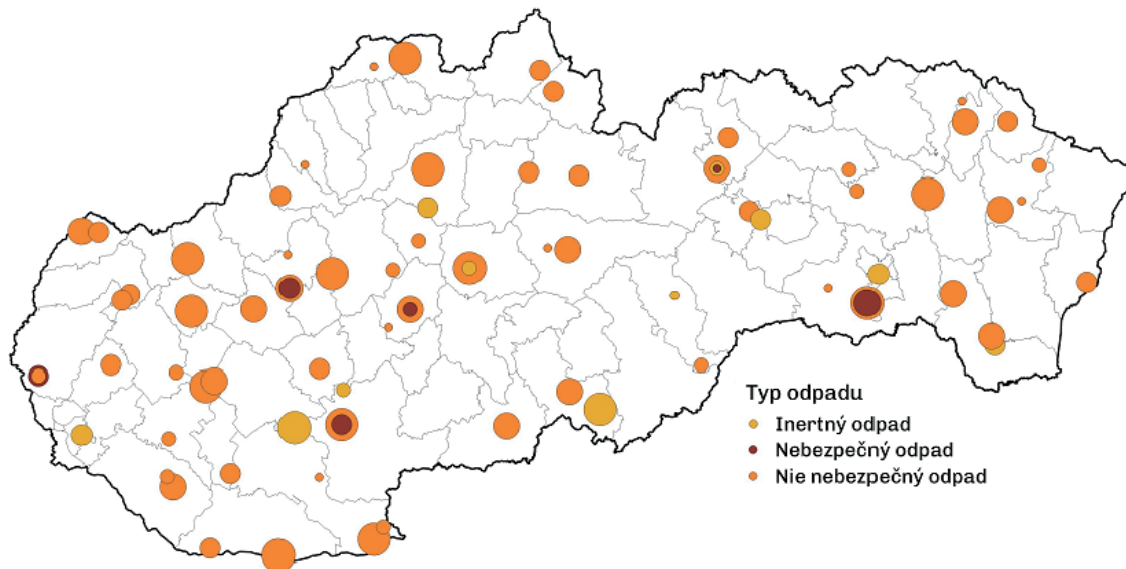 Typ odpadu
Inertný odpad
Nebezpečný odpad
Nie nebezpečný odpad